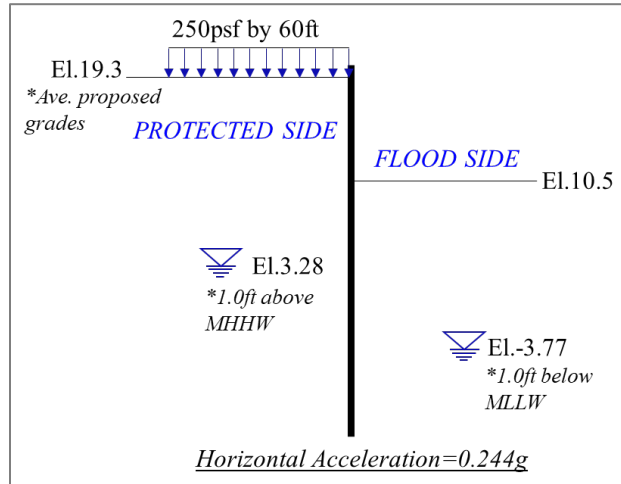 250psf by 60ft
El.19.3
*Ave. proposed
grades
PROTECTED SIDE
FLOOD SIDE
El.10.5
El.3.28
*1.0ft above
MHHW
El.-3.77
*1.0ft below
MLLW
Horizontal Acceleration=0.244g